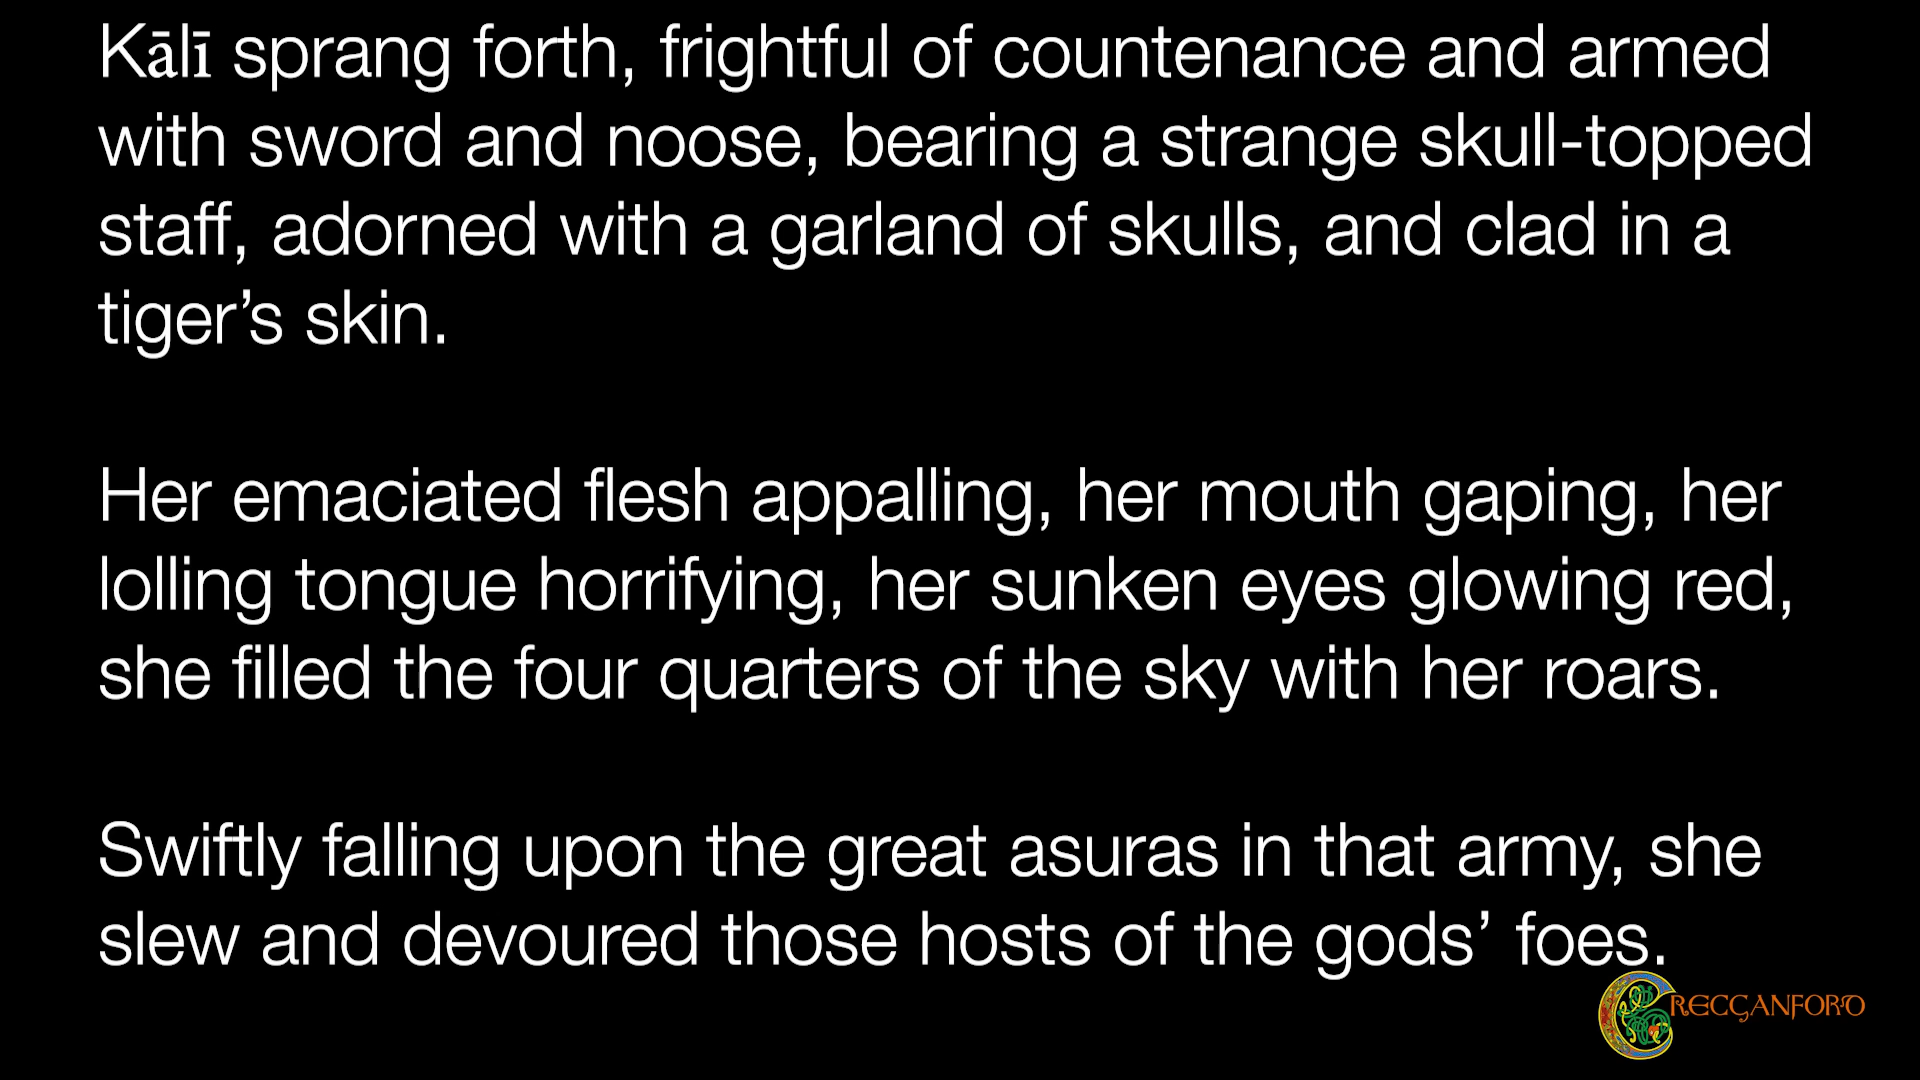 Kālī sprang forth, frightful of countenance and armed
with sword and noose, bearing a strange skull-topped
staff, adorned with a garland of skulls, and clad in a
tiger’s skin.
Her emaciated flesh appalling, her mouth gaping, her
lolling tongue horrifying, her sunken eyes glowing red,
she filled the four quarters of the sky with her roars.
Swiftly falling upon the great asuras in that army, she
slew and devoured those hosts of the gods’ foes.
CRECGANFORD